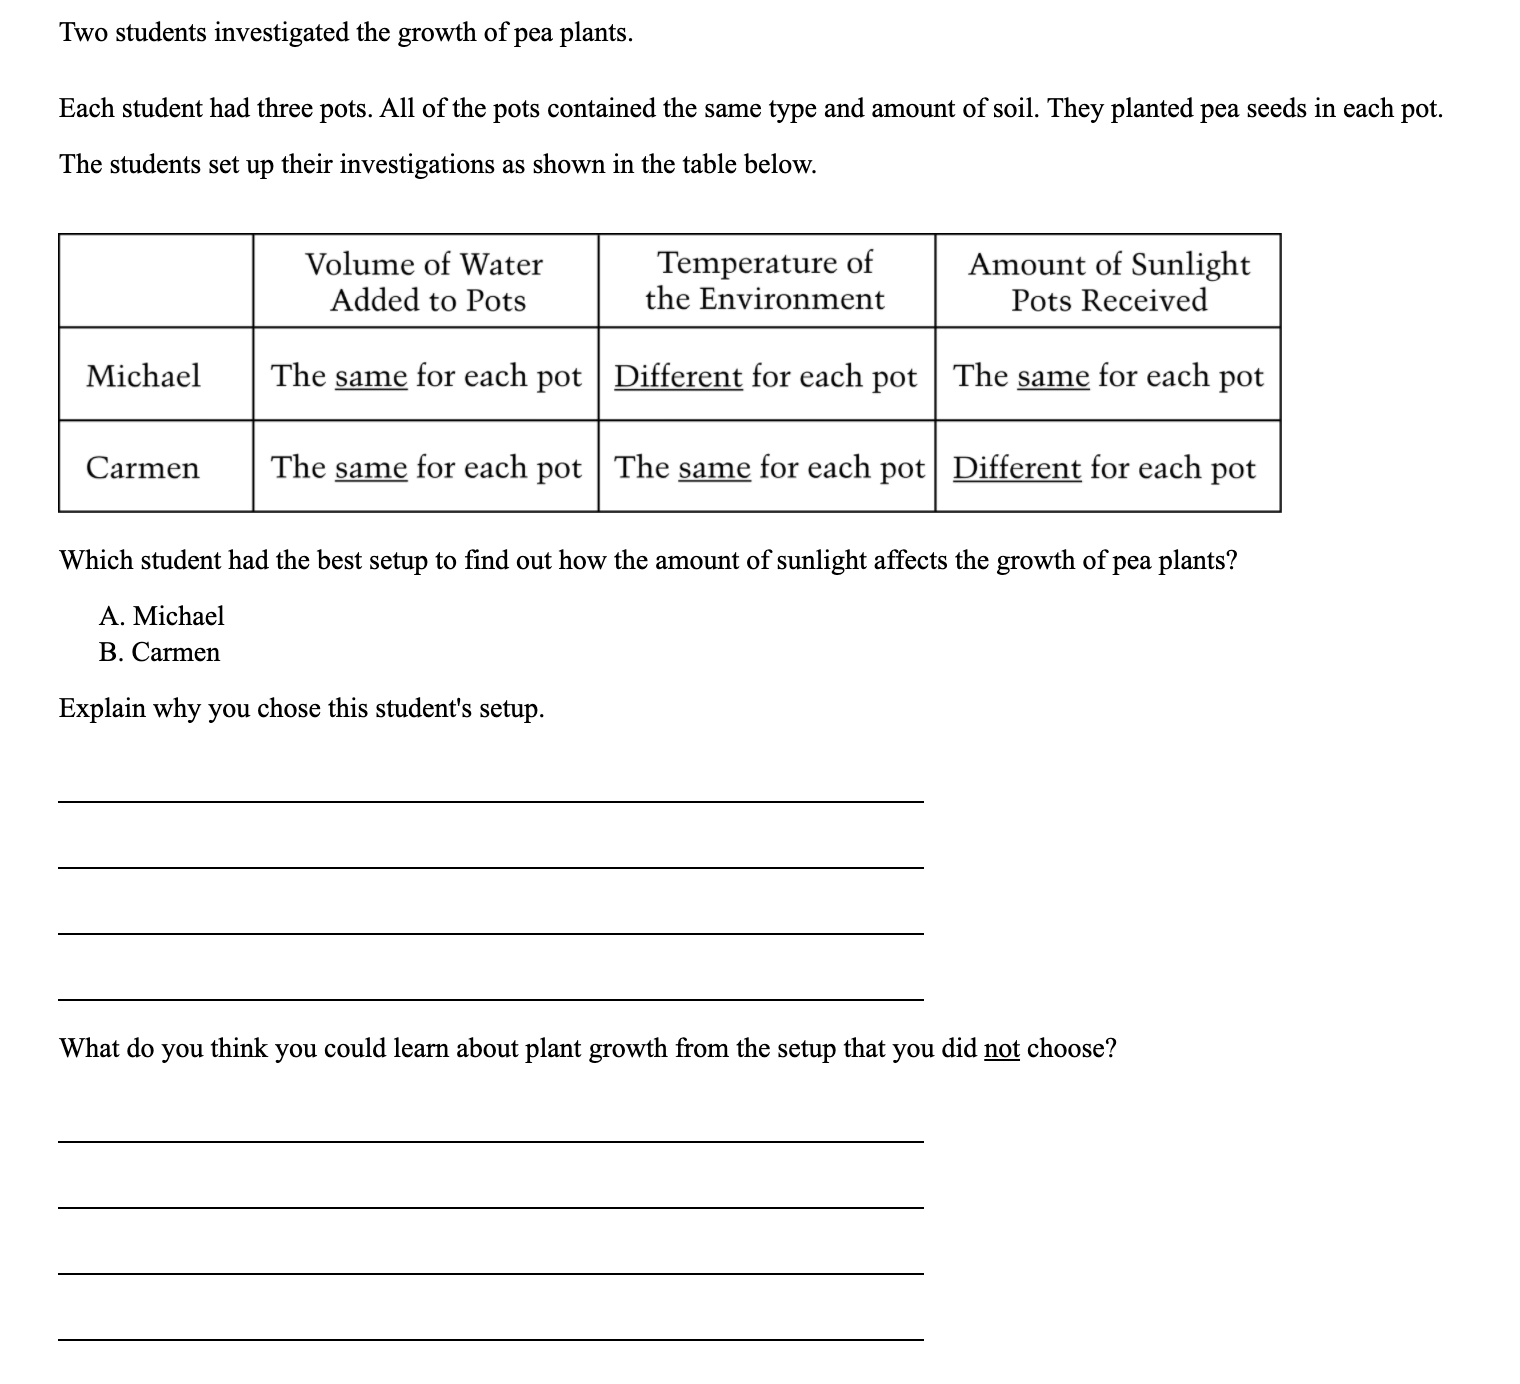 Two students investigated the growth of pea plants.
Each student had three pots. All of the pots contained the same type and amount of soil. They planted pea seeds in each pot.
The students set up their investigations as shown in the table below.
Volume of Water Added to Pots
Temperature of the Environment
Amount of Sunlight Pots Received
Michael
The same for each pot
Different for each pot
The same for each pot
Carmen
The same for each pot
The same for each pot
Different for each pot
Which student had the best setup to find out how the amount of sunlight affects the growth of pea plants?
A. Michael
B. Carmen
Explain why you chose this student's setup.
What do you think you could learn about plant growth from the setup that you did not choose?